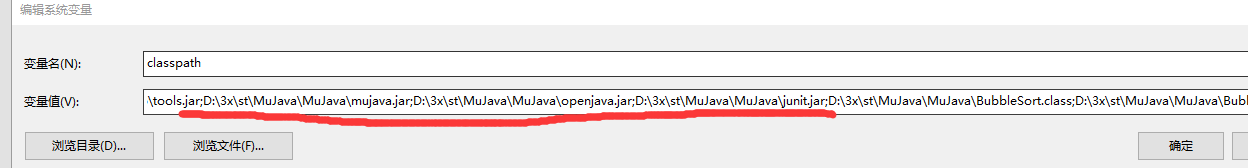 编辑系统变量
变量名(N):
classpath
变量值(V):
\tools.jar;D:\3x\st\MuJava\MuJava\mujava.jar;D:\3x\st\MuJava\MuJava\openjava.jar;D:\3x\st\MuJava\MuJava\junit.jar;D:\3x\st\MuJava\MuJava\BubbleSort.class;D:\3x\st\MuJava\MuJava\Bubl
浏览目录(D)...
浏览文件(F)...
确定